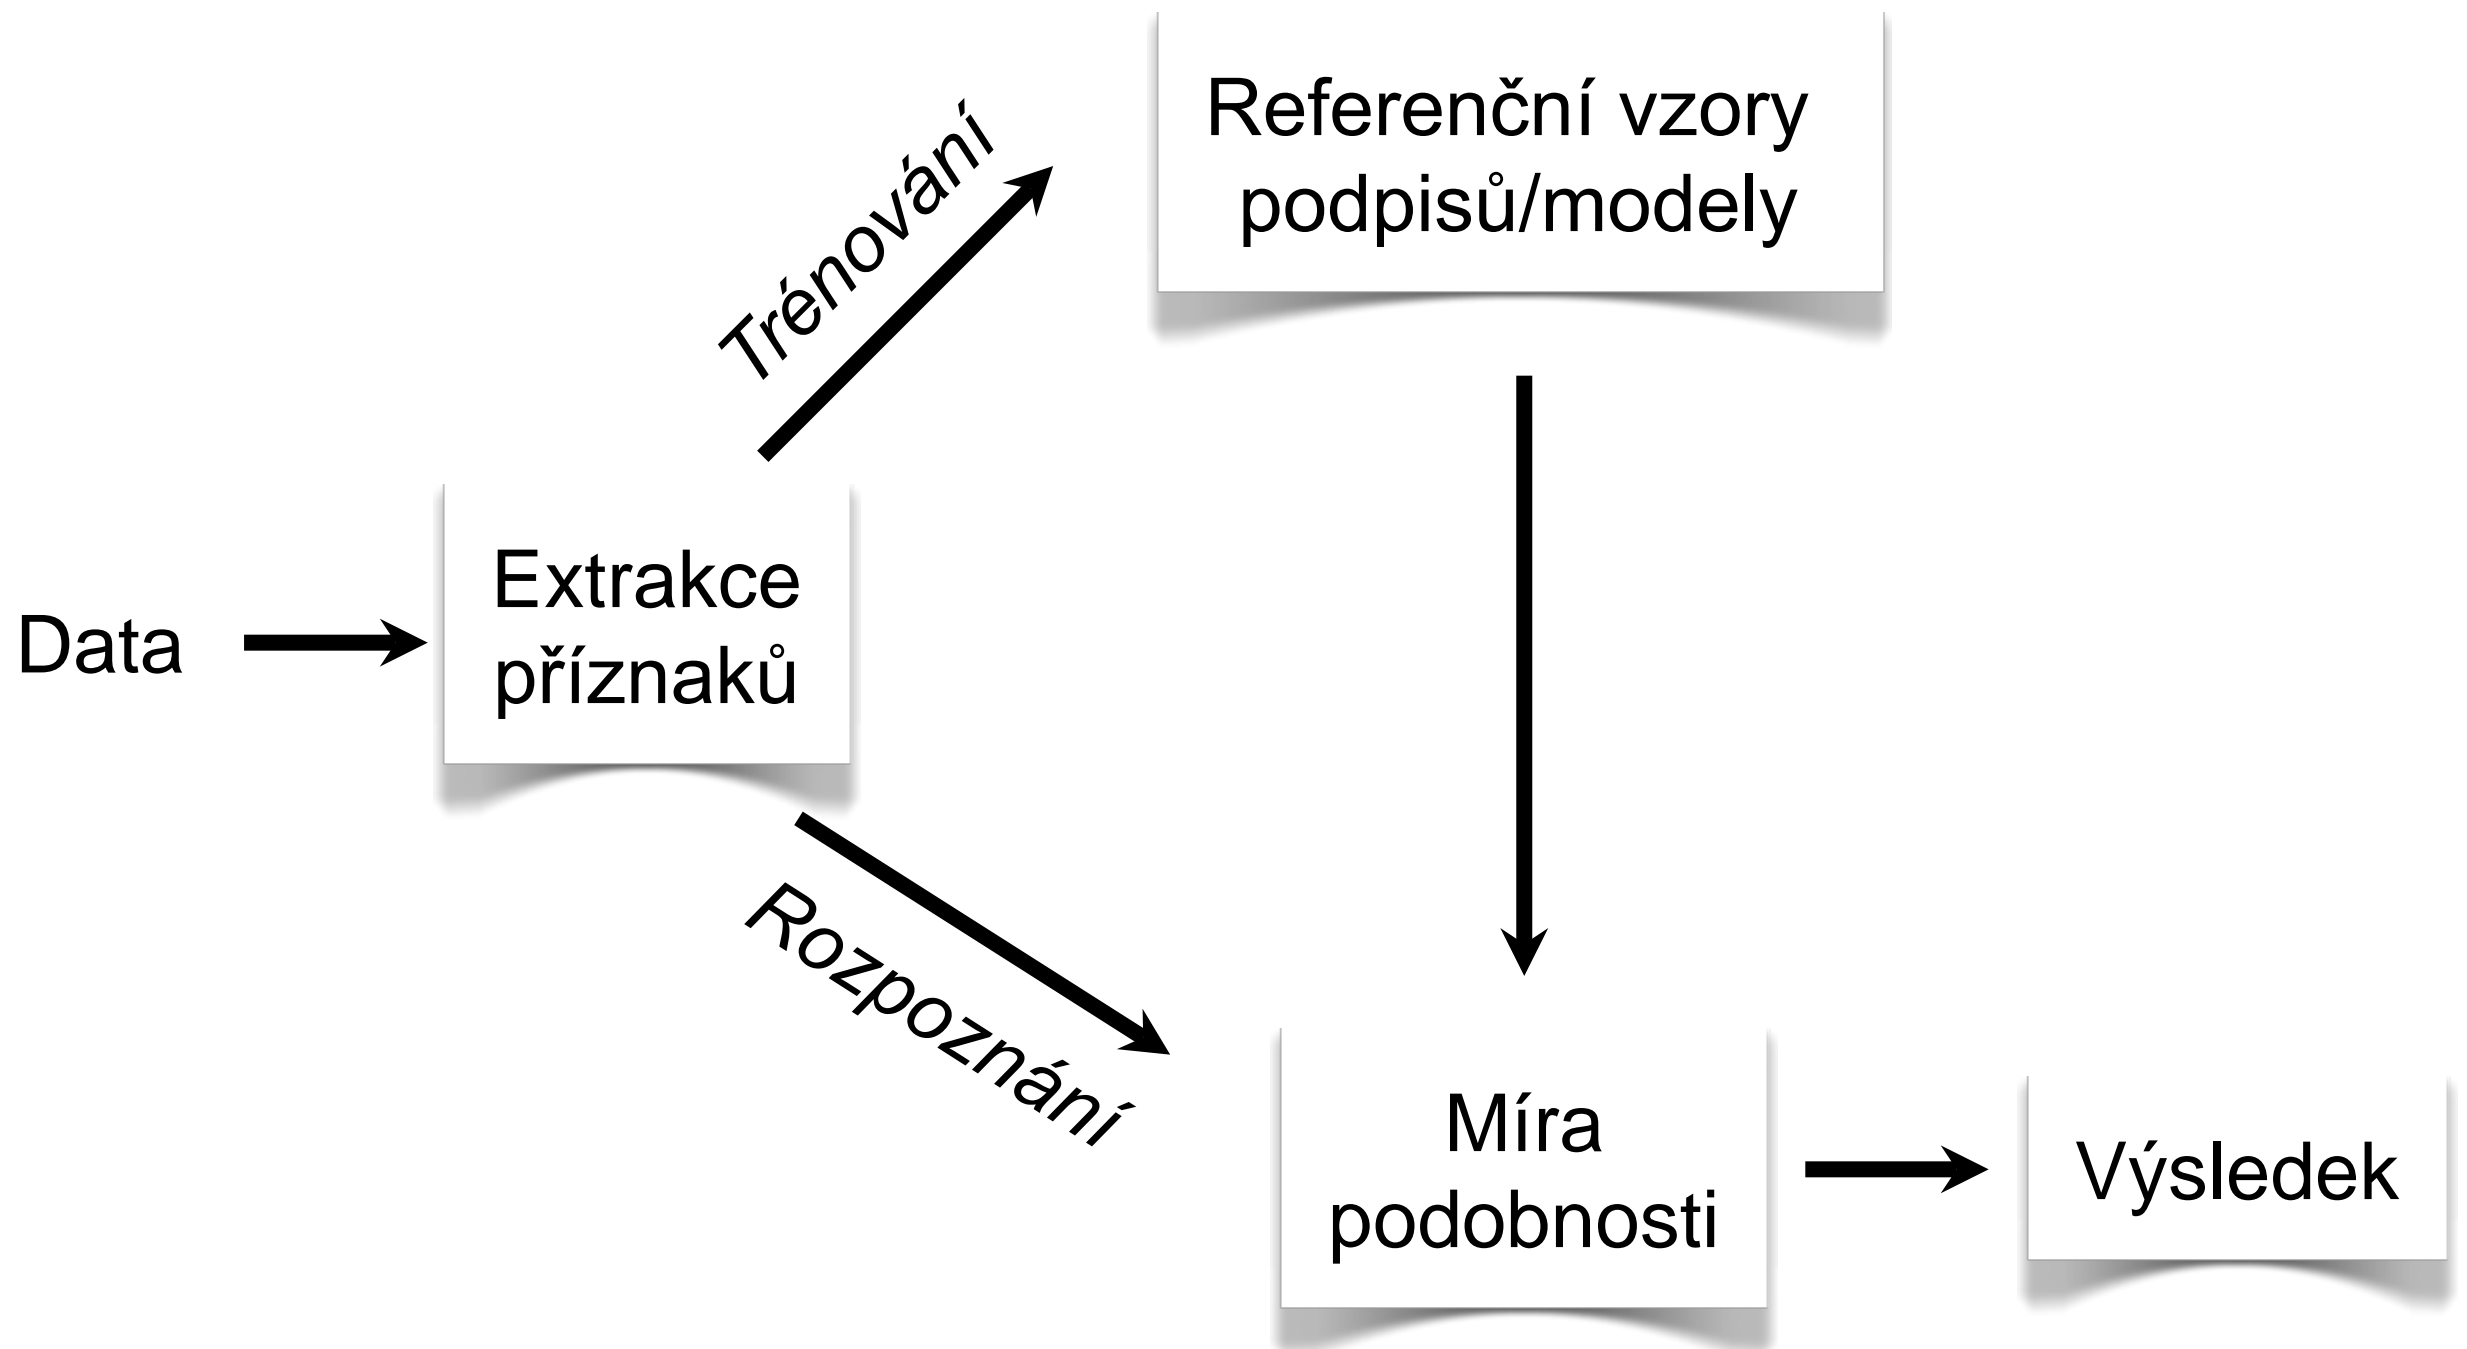 Referenční vzory
podpisů/modely
Trénování
Extrakce
příznaků
Data
Rozpoznání
Míra
podobnosti
Výsledek